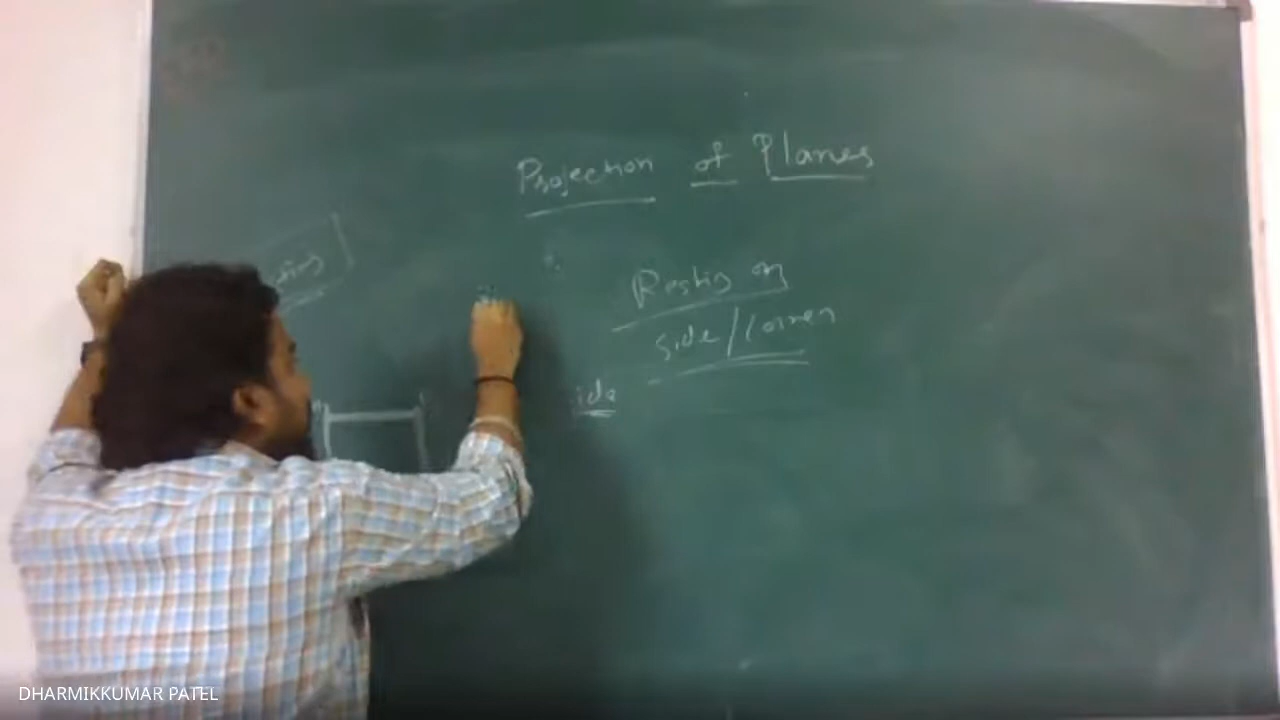 Projection of Planes
Resting on
side/corner
DHARMIKKUMAR PATEL